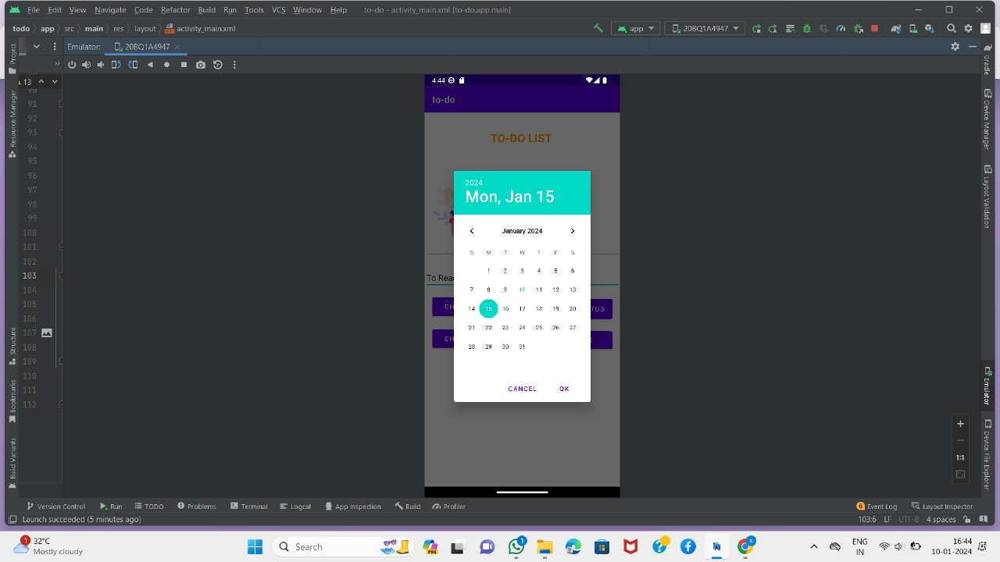 File Edit View Navigate Code Refactor Build Run Tools VCS Window Help to-do - activity_main.xml [to-do.app.main]
todo app src main res layout activity_main.xml app 20BQ1A4947
Emulator: 20BQ1A4947
13
90
91
92
93
94
95
96
97
98
99
100
101
102
103
104
105
106
107
108
109
110
111
112
Project
Resource Manager
Structure
Bookmarks
Build Variants
4:44
to-do
TO-DO LIST
2024
Mon, Jan 15
January 2024
S M T W T F S
1 2 3 4 5 6
7 8 9 10 11 12 13
14 15 16 17 18 19 20
21 22 23 24 25 26 27
28 29 30 31
CANCEL OK
To Rea
CH TUS
CH K
Gradle
Device Manager
Layout Validation
Emulator
Device File Explorer
1:1
Version Control Run TODO Problems Terminal Logcat App Inspection Build Profiler 6 Event Log Layout Inspector
Launch succeeded (5 minutes ago) 103:6 LF UTF-8 4 spaces
1 32°C
Mostly cloudy
Search
PRE
1
ENG
IN
16:44
10-01-2024